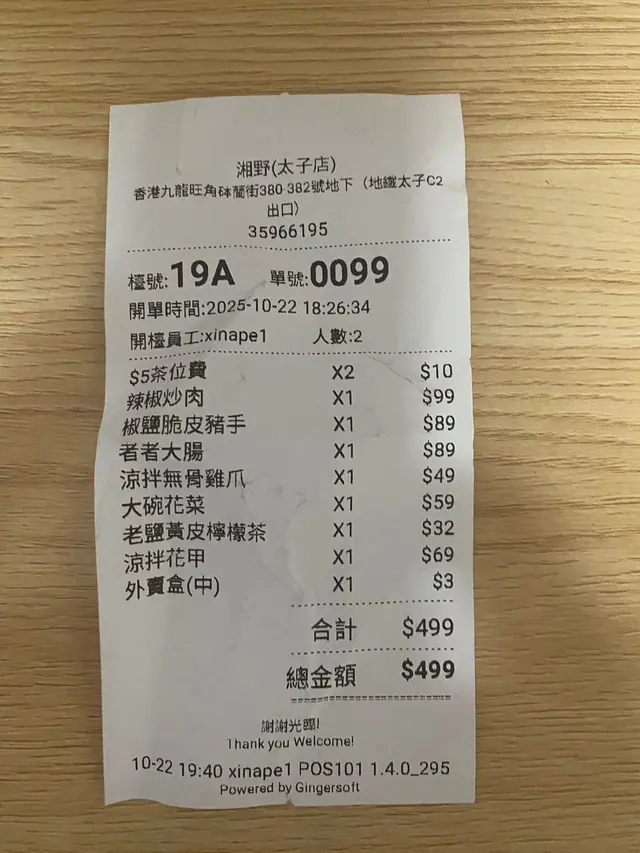 湘野(太子店)
香港九龍旺角砵蘭街380-382號地下（地鐵太子C2
出口）
35966195
檯號:19A 單號:0099
開單時間:2025-10-22 18:26:34
開檯員工:xinape1 人數:2
$5茶位費 X2 $10
辣椒炒肉 X1 $99
椒鹽脆皮豬手 X1 $89
者者大腸 X1 $89
涼拌無骨雞爪 X1 $49
大碗花菜 X1 $59
老鹽黃皮檸檬茶 X1 $32
涼拌花甲 X1 $69
外賣盒(中) X1 $3
合計 $499
總金額 $499
謝謝光臨!
Thank you Welcome!
10-22 19:40 xinape1 POS101 1.4.0_295
Powered by Gingersoft